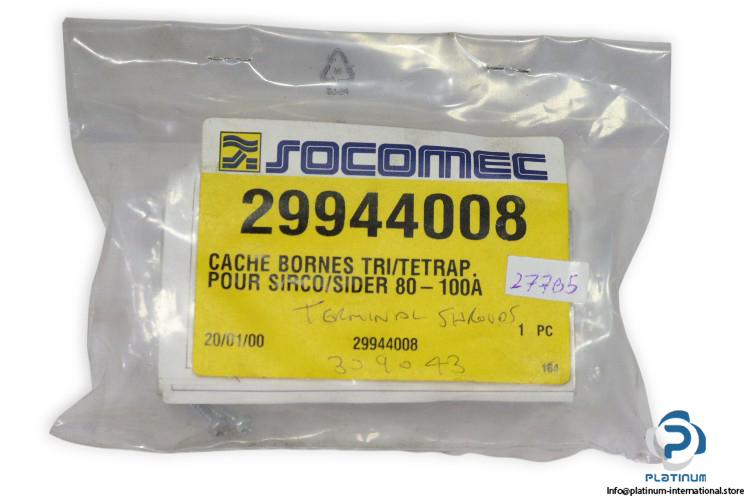 SOCOMEC
29944008
CACHE BORNES TRI/TETRAP.
POUR SIRCO/SIDER 80-100A
27785
TERMINAL SHROUDS
1 PC
20/01/00
29944008
309043
164
PLATINUM
Info@platinum-international.store